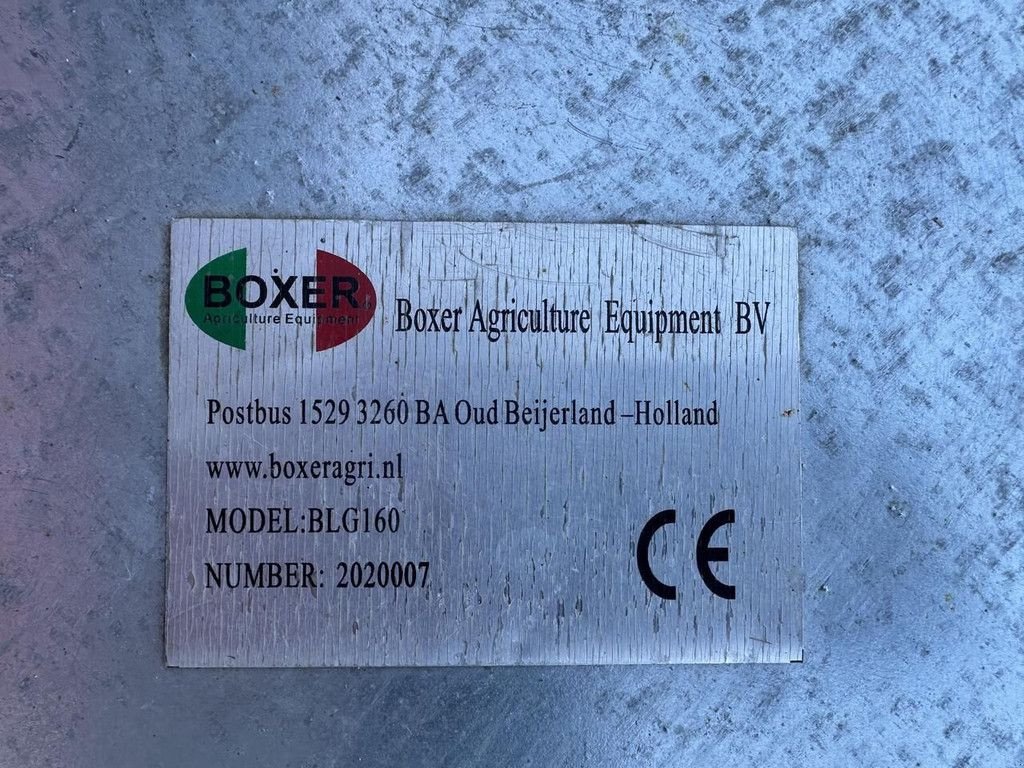 BOXER
Agriculture Equipment
Boxer Agriculture Equipment BV
Postbus 1529 3260 BA Oud Beijerland –Holland
www.boxeragri.nl
MODEL:BLG160
NUMBER: 2020007
CE